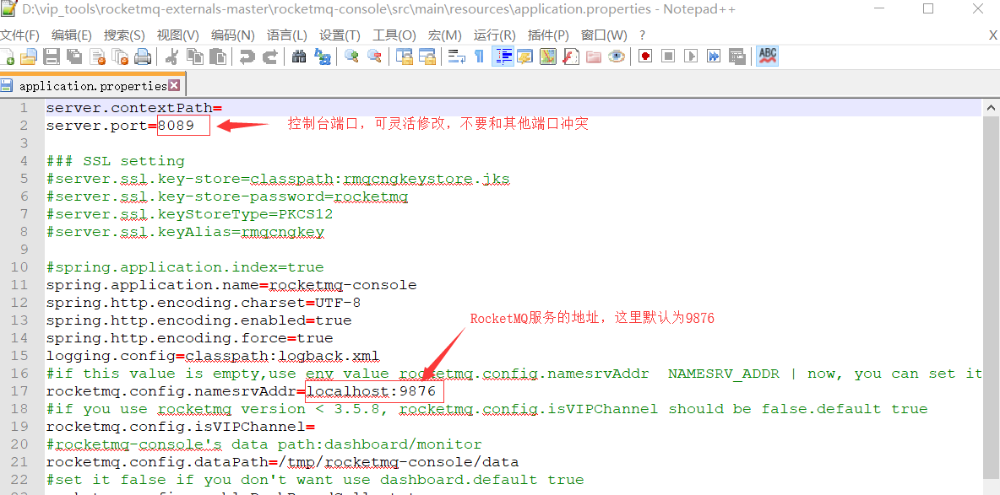 D:\vip_tools\rocketmq-externals-master\rocketmq-console\src\main\resources\application.properties - Notepad++
文件(F) 编辑(E) 搜索(S) 视图(V) 编码(N) 语言(L) 设置(T) 工具(O) 宏(M) 运行(R) 插件(P) 窗口(W) ? X
ABC
application.properties
1 server.contextPath=
2 server.port=8089 控制台端口，可灵活修改，不要和其他端口冲突
3
4 ### SSL setting
5 #server.ssl.key-store=classpath:rmqcngkeystore.jks
6 #server.ssl.key-store-password=rocketmq
7 #server.ssl.keyStoreType=PKCS12
8 #server.ssl.keyAlias=rmqcngkey
9
10 #spring.application.index=true
11 spring.application.name=rocketmq-console
12 spring.http.encoding.charset=UTF-8
13 spring.http.encoding.enabled=true
RocketMQ服务的地址，这里默认为9876
14 spring.http.encoding.force=true
15 logging.config=classpath:logback.xml
16 #if this value is empty,use env value rocketmq.config.namesrvAddr  NAMESRV_ADDR | now, you can set it
17 rocketmq.config.namesrvAddr=localhost:9876
18 #if you use rocketmq version < 3.5.8, rocketmq.config.isVIPChannel should be false.default true
19 rocketmq.config.isVIPChannel=
20 #rocketmq-console's data path:dashboard/monitor
21 rocketmq.config.dataPath=/tmp/rocketmq-console/data
22 #set it false if you don't want use dashboard.default true